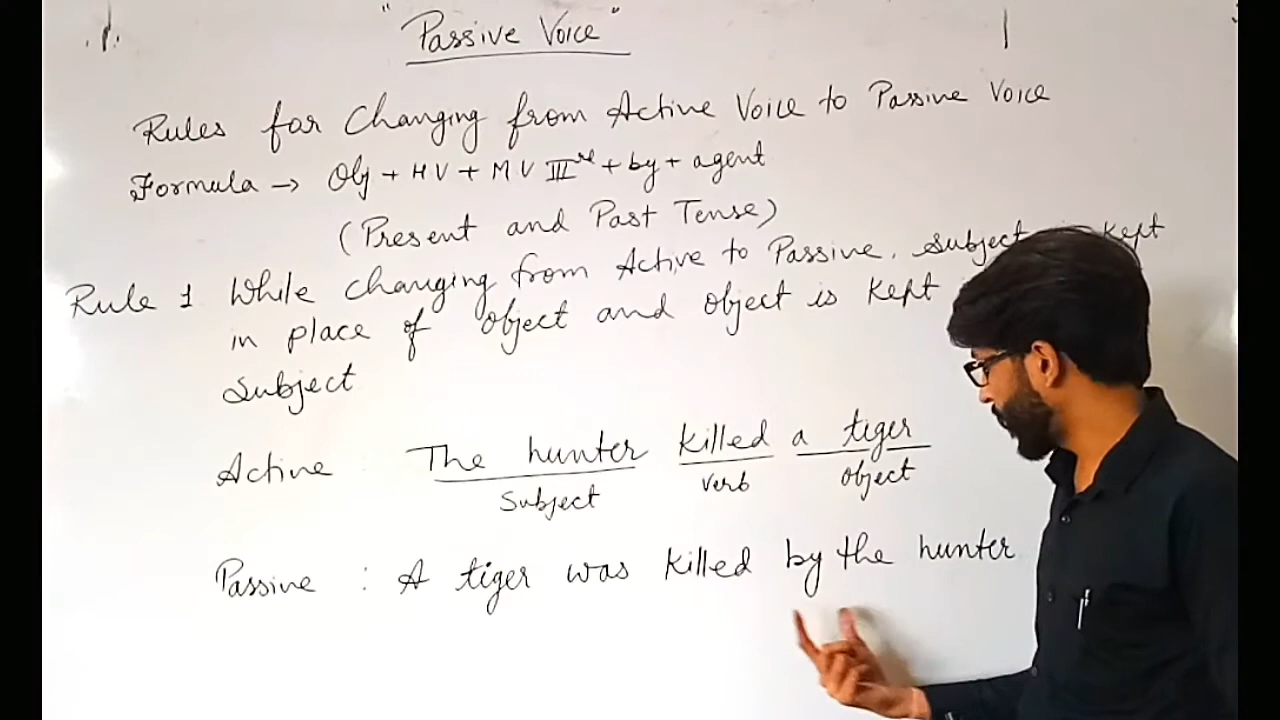 "Passive Voice"
Rules for Changing from Active Voice to Passive Voice
Formula → Obj + HV + MV IIIrd + by + agent
(Present and Past Tense)
Rule 1 While changing from Active to Passive. Subject is kept
in place of object and object is kept
Subject
Active : The hunter killed a tiger
Subject verb object
Passive : A tiger was killed by the hunter